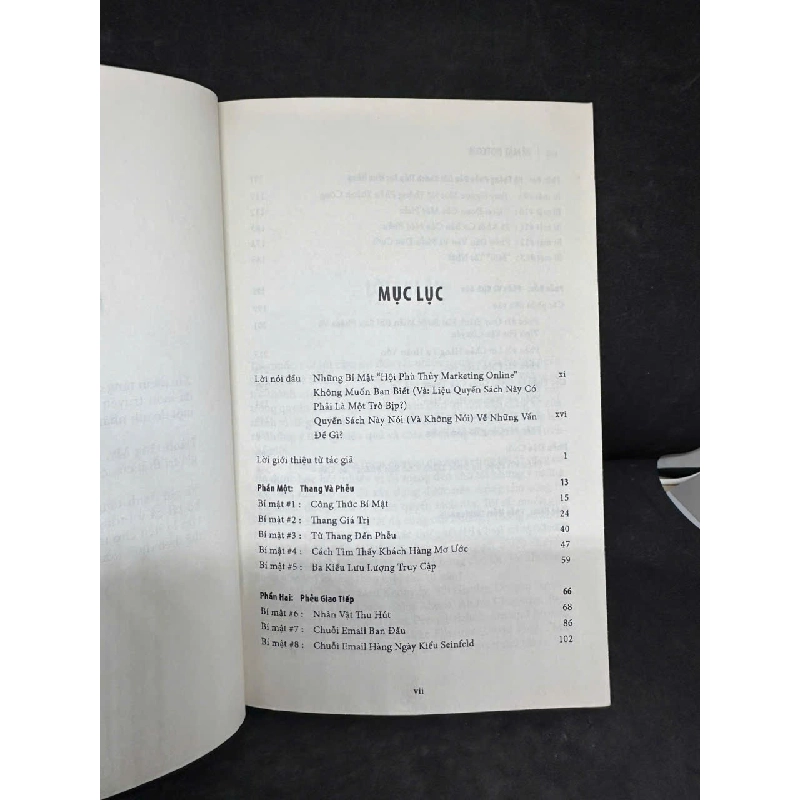 MỤC LỤC
Lời nói đầu Những Bí Mật "Hội Phù Thủy Marketing Online" xi
Không Muốn Bạn Biết (Và: Liệu Quyển Sách Này Có
Phải Là Một Trò Bịp?)
Quyển Sách Này Nói (Và Không Nói) Về Những Vấn xvi
Đề Gì?
Lời giới thiệu từ tác giả 1
Phần Một: Thang Và Phễu 13
Bí mật #1 : Công Thức Bí Mật 15
Bí mật #2 : Thang Giá Trị 24
Bí mật #3 : Từ Thang Đến Phễu 40
Bí mật #4 : Cách Tìm Thấy Khách Hàng Mơ Ước 47
Bí mật #5 : Ba Kiểu Lưu Lượng Truy Cập 59
Phần Hai: Phễu Giao Tiếp 66
Bí mật #6 : Nhân Vật Thu Hút 68
Bí mật #7 : Chuỗi Email Ban Đầu 86
Bí mật #8 : Chuỗi Email Hàng Ngày Kiểu Seinfeld 102
vii